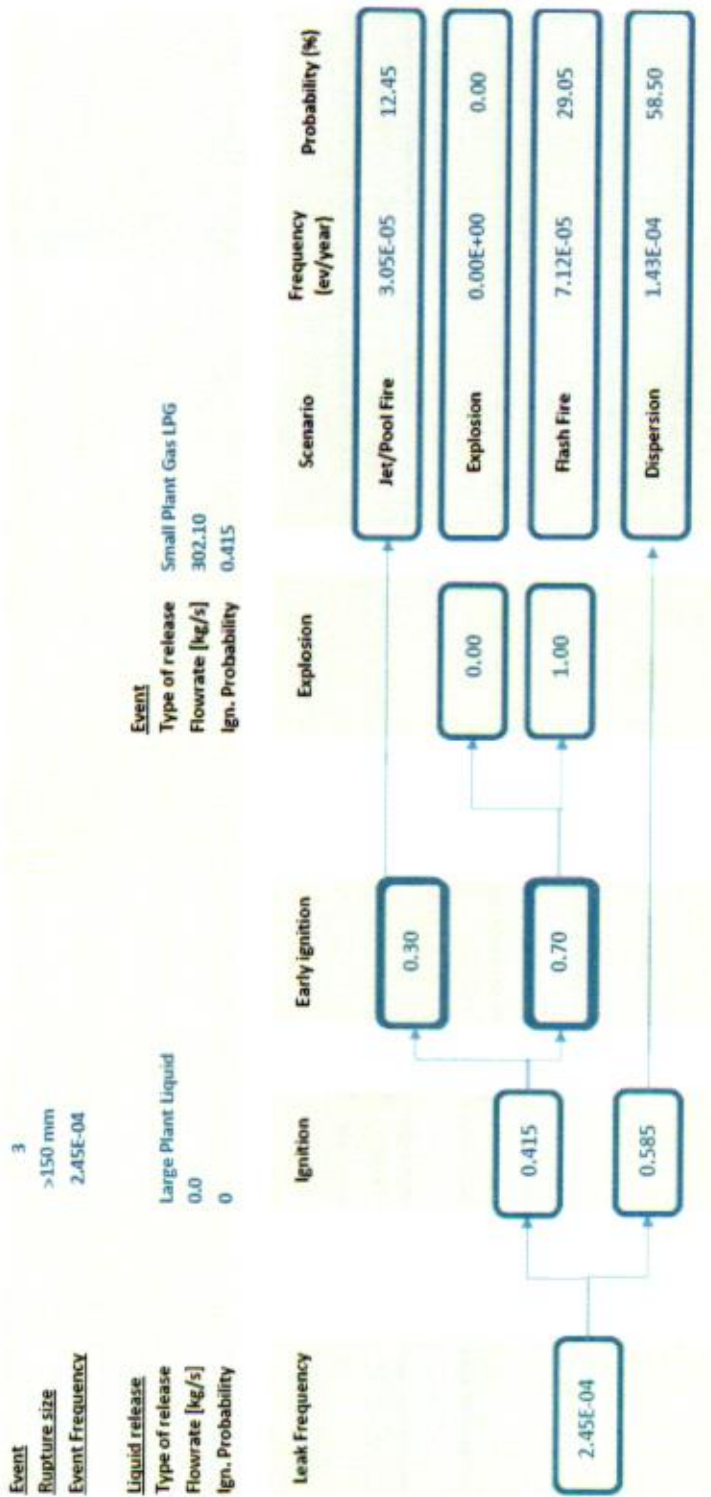 Event 3
Rupture size >150 mm
Event Frequency 2.45E-04
Liquid release Event
Type of release Large Plant Liquid Type of release Small Plant Gas LPG
Flowrate [kg/s] 0.0 Flowrate [kg/s] 302.10
Ign. Probability 0 Ign. Probability 0.415
Leak Frequency Ignition Early ignition Explosion Scenario Frequency (ev/year) Probability (%)
0.30 Jet/Pool Fire 3.05E-05 12.45
0.415 0.00 Explosion 0.00E+00 0.00
2.45E-04 0.70 1.00 Flash Fire 7.12E-05 29.05
0.585 Dispersion 1.43E-04 58.50